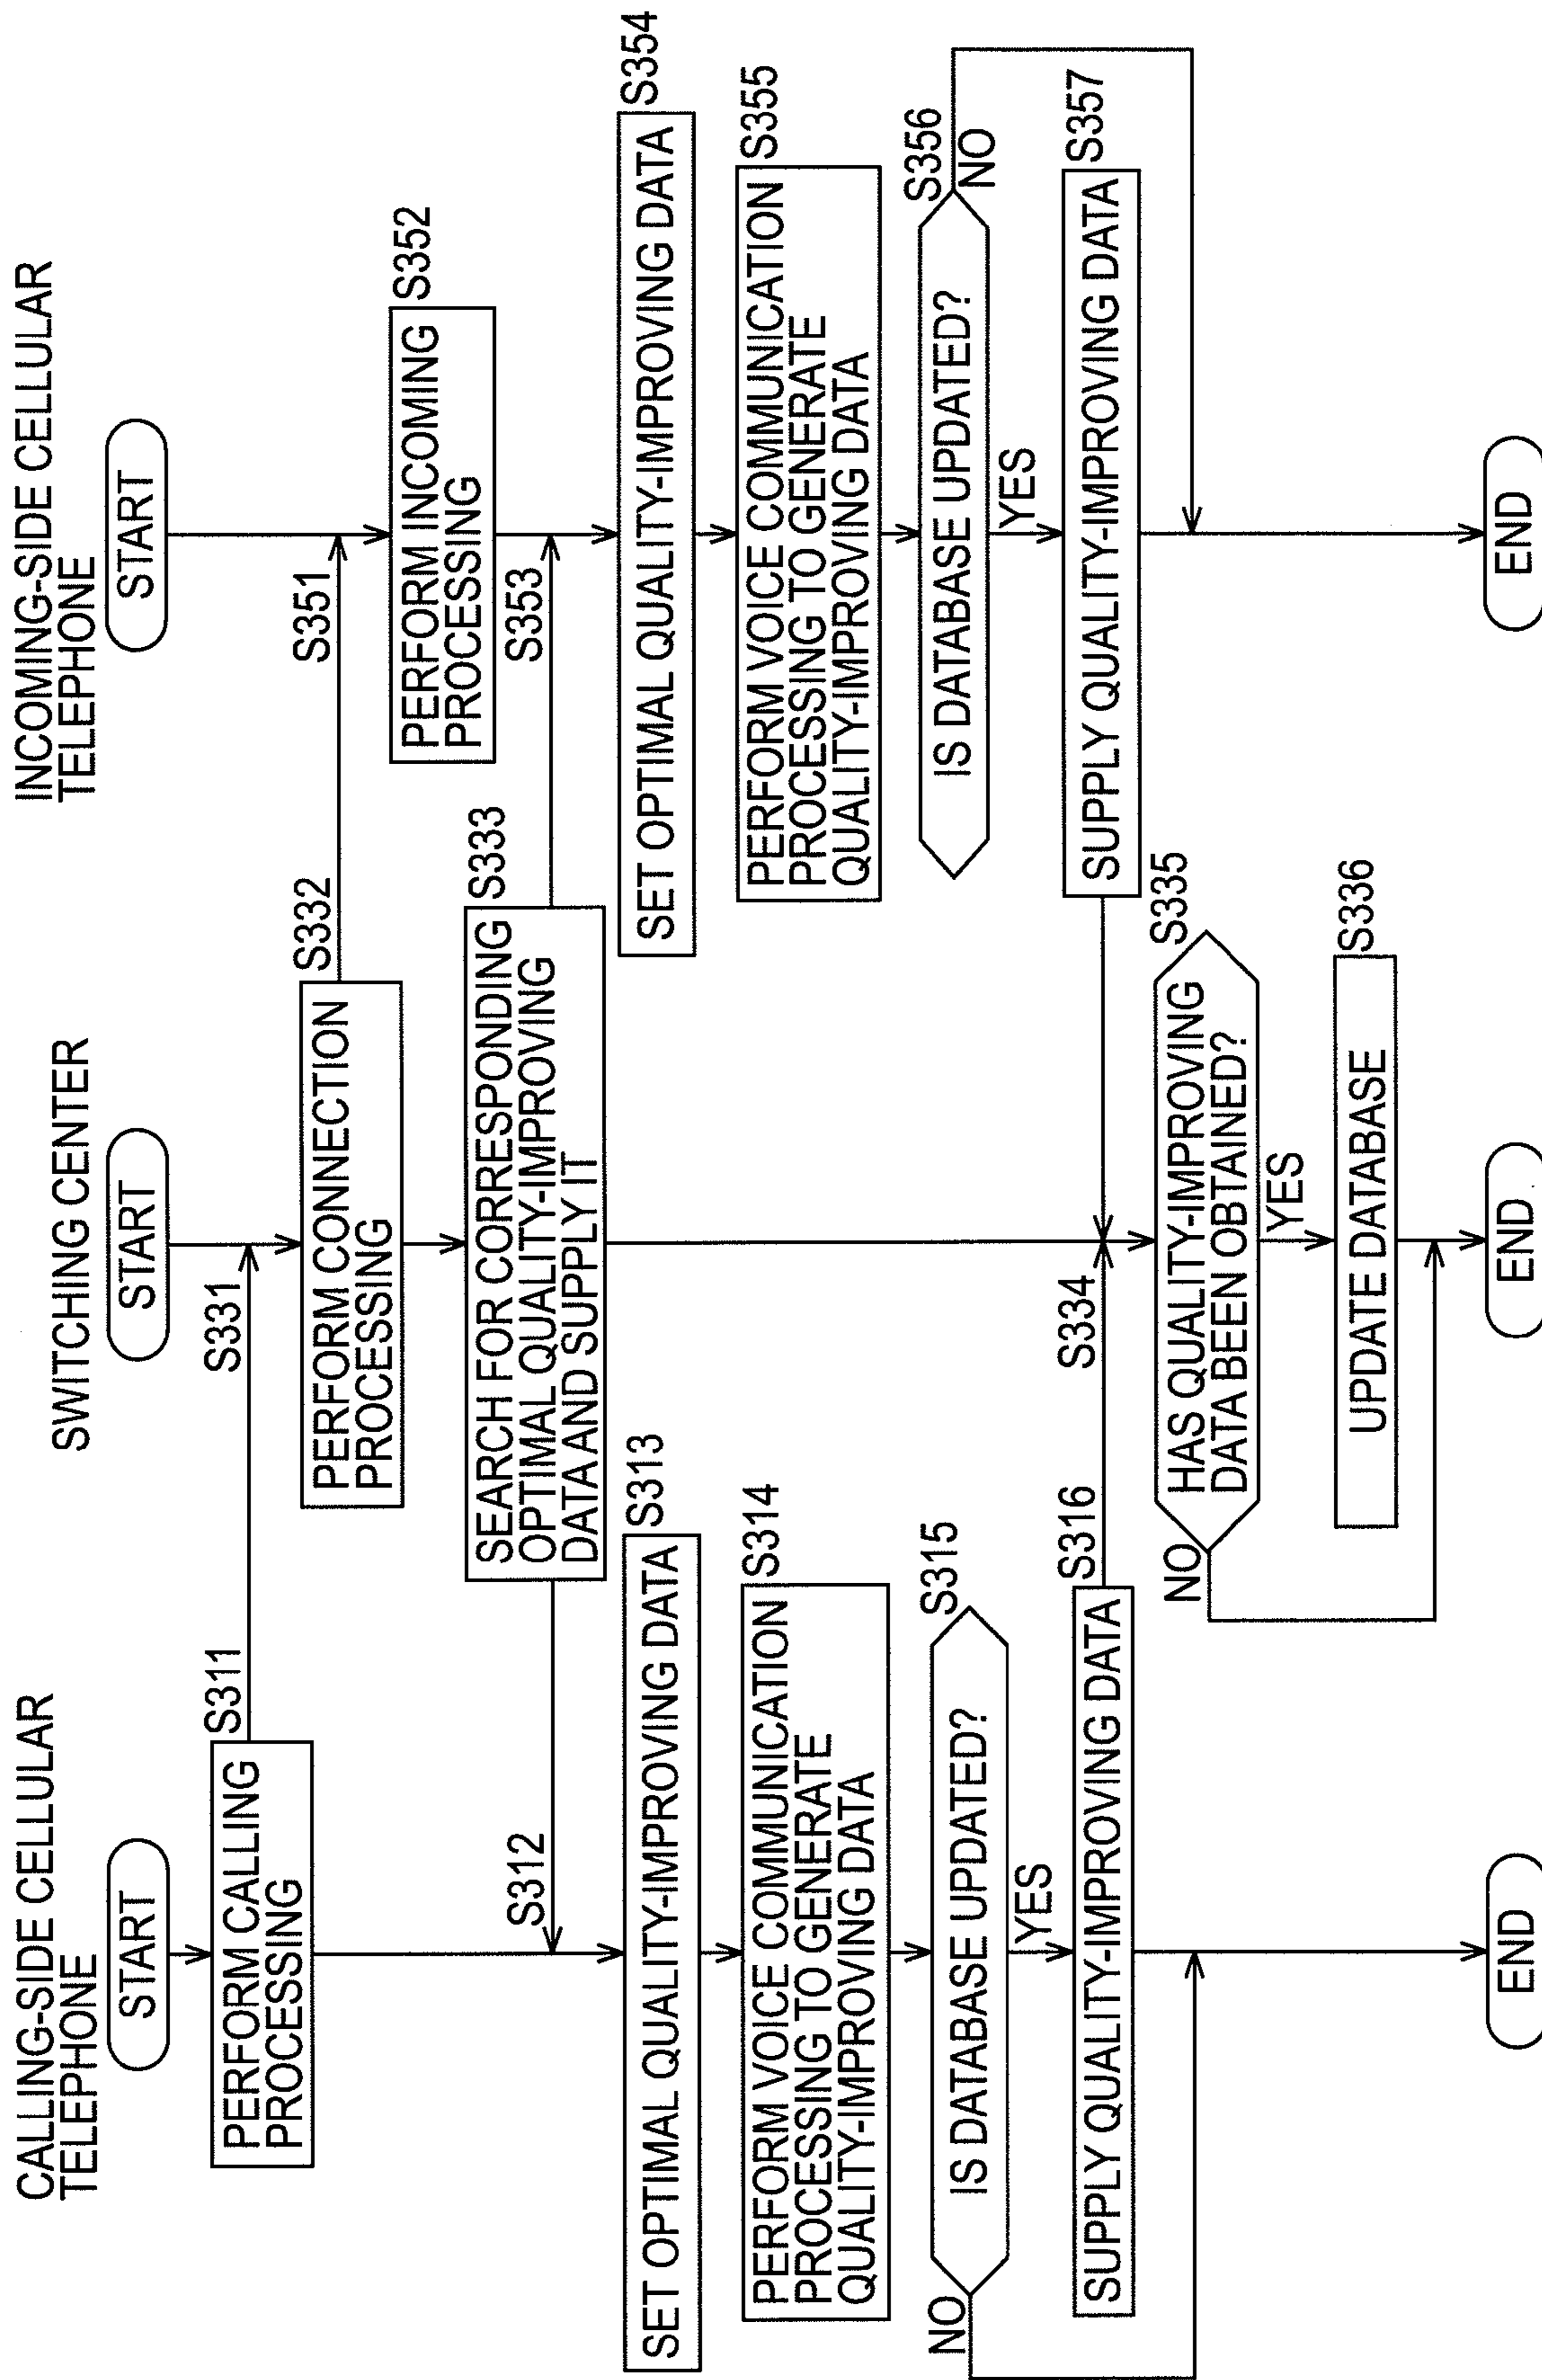 CALLING-SIDE CELLULAR
TELEPHONE
START
PERFORM CALLING
PROCESSING
S311
S312
SET OPTIMAL QUALITY-IMPROVING DATA
S313
PERFORM VOICE COMMUNICATION
PROCESSING TO GENERATE
QUALITY-IMPROVING DATA
S314
IS DATABASE UPDATED?
S315
NO
YES
SUPPLY QUALITY-IMPROVING DATA
S316
END
SWITCHING CENTER
START
S331
PERFORM CONNECTION
PROCESSING
S332
SEARCH FOR CORRESPONDING
OPTIMAL QUALITY-IMPROVING
DATA AND SUPPLY IT
S333
S334
HAS QUALITY-IMPROVING
DATA BEEN OBTAINED?
S335
NO
YES
UPDATE DATABASE
S336
END
INCOMING-SIDE CELLULAR
TELEPHONE
START
S351
PERFORM INCOMING
PROCESSING
S352
S353
SET OPTIMAL QUALITY-IMPROVING DATA
S354
PERFORM VOICE COMMUNICATION
PROCESSING TO GENERATE
QUALITY-IMPROVING DATA
S355
IS DATABASE UPDATED?
S356
NO
YES
SUPPLY QUALITY-IMPROVING DATA
S357
END